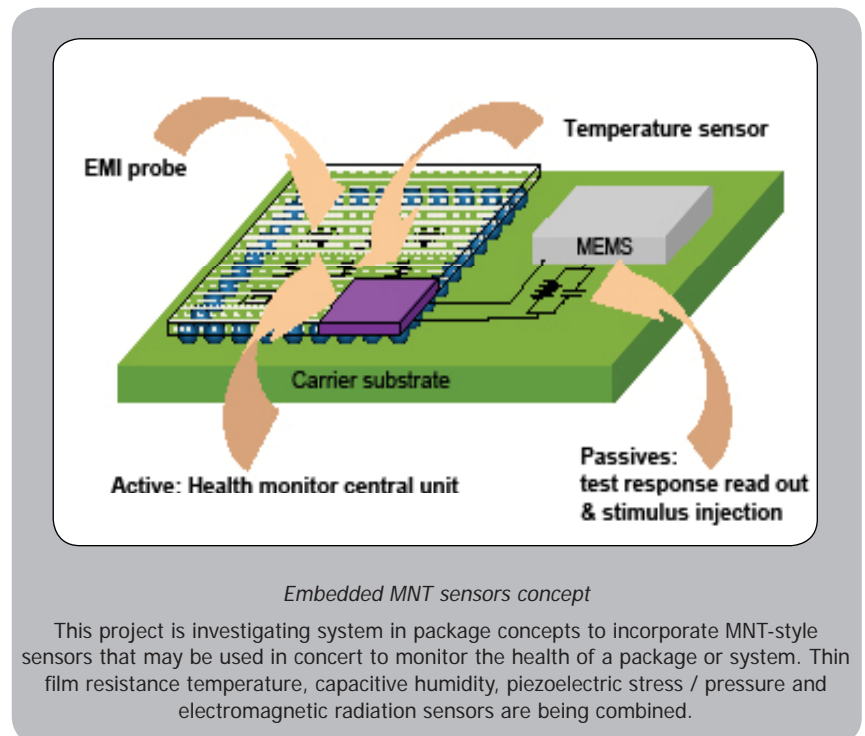 Temperature sensor
EMI probe
MEMS
Carrier substrate
Active: Health monitor central unit
Passives:
test response read out
& stimulus injection
Embedded MNT sensors concept
This project is investigating system in package concepts to incorporate MNT-style
sensors that may be used in concert to monitor the health of a package or system. Thin
film resistance temperature, capacitive humidity, piezoelectric stress / pressure and
electromagnetic radiation sensors are being combined.